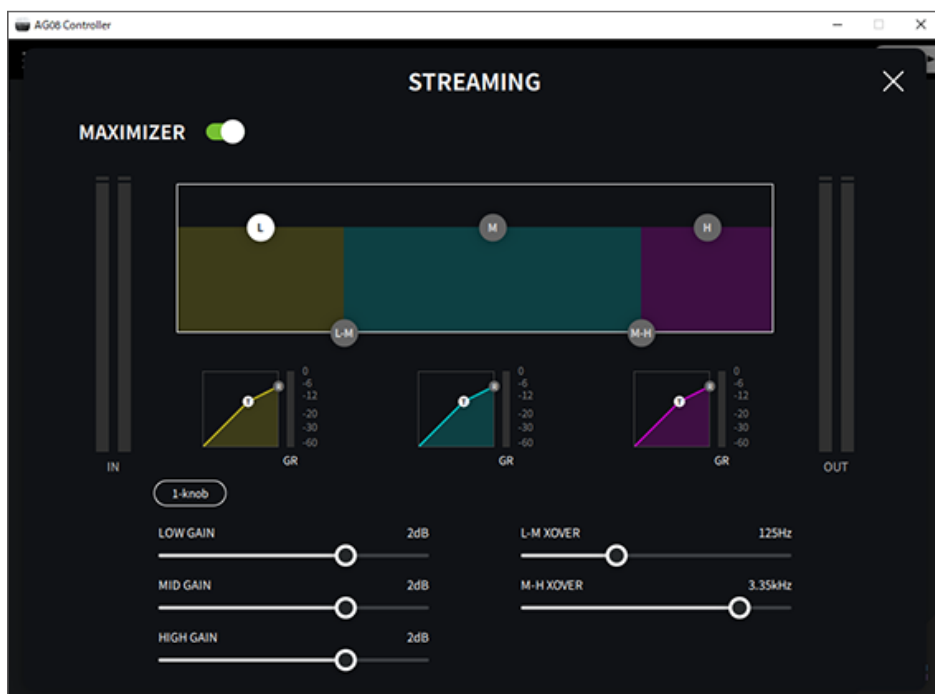 AG08 Controller
STREAMING
MAXIMIZER
L
M
H
L-M
M-H
0
-6
-12
-20
-30
-60
GR
T
R
0
-6
-12
-20
-30
-60
GR
T
R
0
-6
-12
-20
-30
-60
GR
T
R
IN
OUT
1-knob
LOW GAIN 2dB
L-M XOVER 125Hz
MID GAIN 2dB
M-H XOVER 3.35kHz
HIGH GAIN 2dB